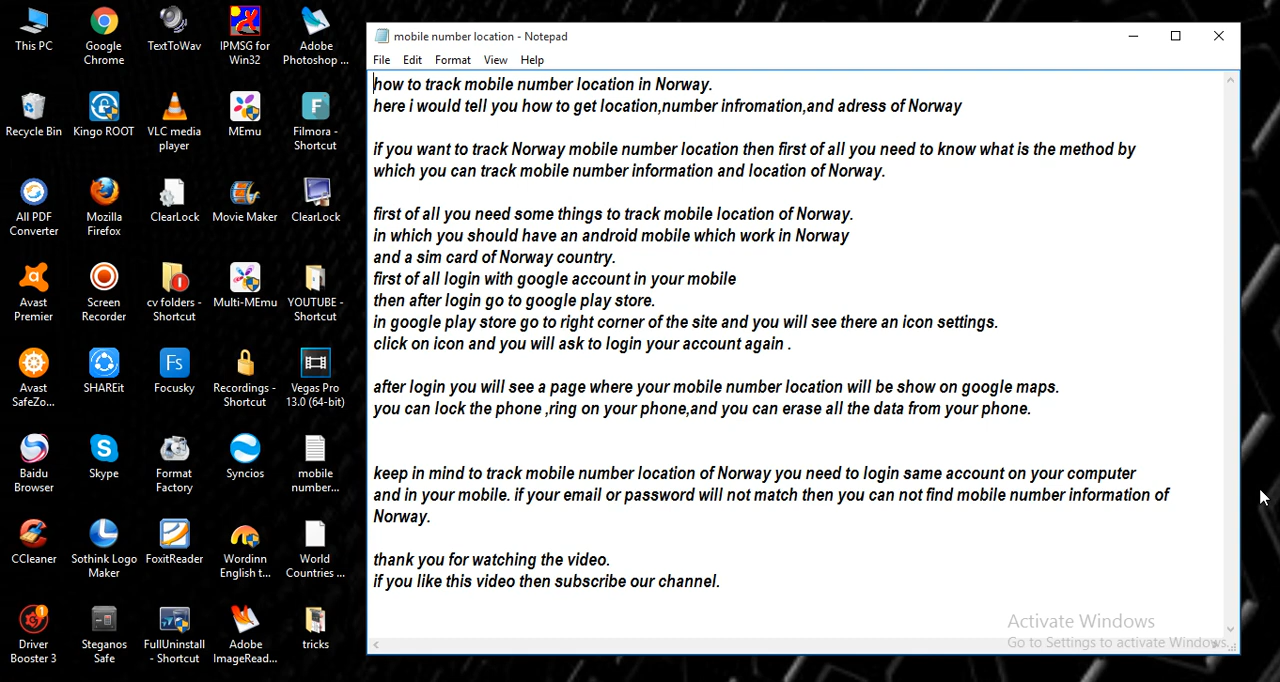 This PC
Google Chrome
TextToWav
IPMSG for Win32
Adobe Photoshop ...
Recycle Bin
Kingo ROOT
VLC media player
MEmu
Filmora - Shortcut
All PDF Converter
Mozilla Firefox
ClearLock
Movie Maker
ClearLock
Avast Premier
Screen Recorder
cv folders - Shortcut
Multi-MEmu
YOUTUBE - Shortcut
Avast SafeZo...
SHAREit
Focusky
Recordings - Shortcut
Vegas Pro 13.0 (64-bit)
Baidu Browser
Skype
Format Factory
Syncios
mobile number...
CCleaner
Sothink Logo Maker
FoxitReader
Wordinn English t...
World Countries ...
Driver Booster 3
Steganos Safe
FullUninstall - Shortcut
Adobe ImageRead...
tricks
mobile number location - Notepad
File Edit Format View Help
how to track mobile number location in Norway.
here i would tell you how to get location,number infromation,and adress of Norway
if you want to track Norway mobile number location then first of all you need to know what is the method by
which you can track mobile number information and location of Norway.
first of all you need some things to track mobile location of Norway.
in which you should have an android mobile which work in Norway
and a sim card of Norway country.
first of all login with google account in your mobile
then after login go to google play store.
in google play store go to right corner of the site and you will see there an icon settings.
click on icon and you will ask to login your account again .
after login you will see a page where your mobile number location will be show on google maps.
you can lock the phone ,ring on your phone,and you can erase all the data from your phone.
keep in mind to track mobile number location of Norway you need to login same account on your computer
and in your mobile. if your email or password will not match then you can not find mobile number information of
Norway.
thank you for watching the video.
if you like this video then subscribe our channel.
Activate Windows
Go to Settings to activate Windows.